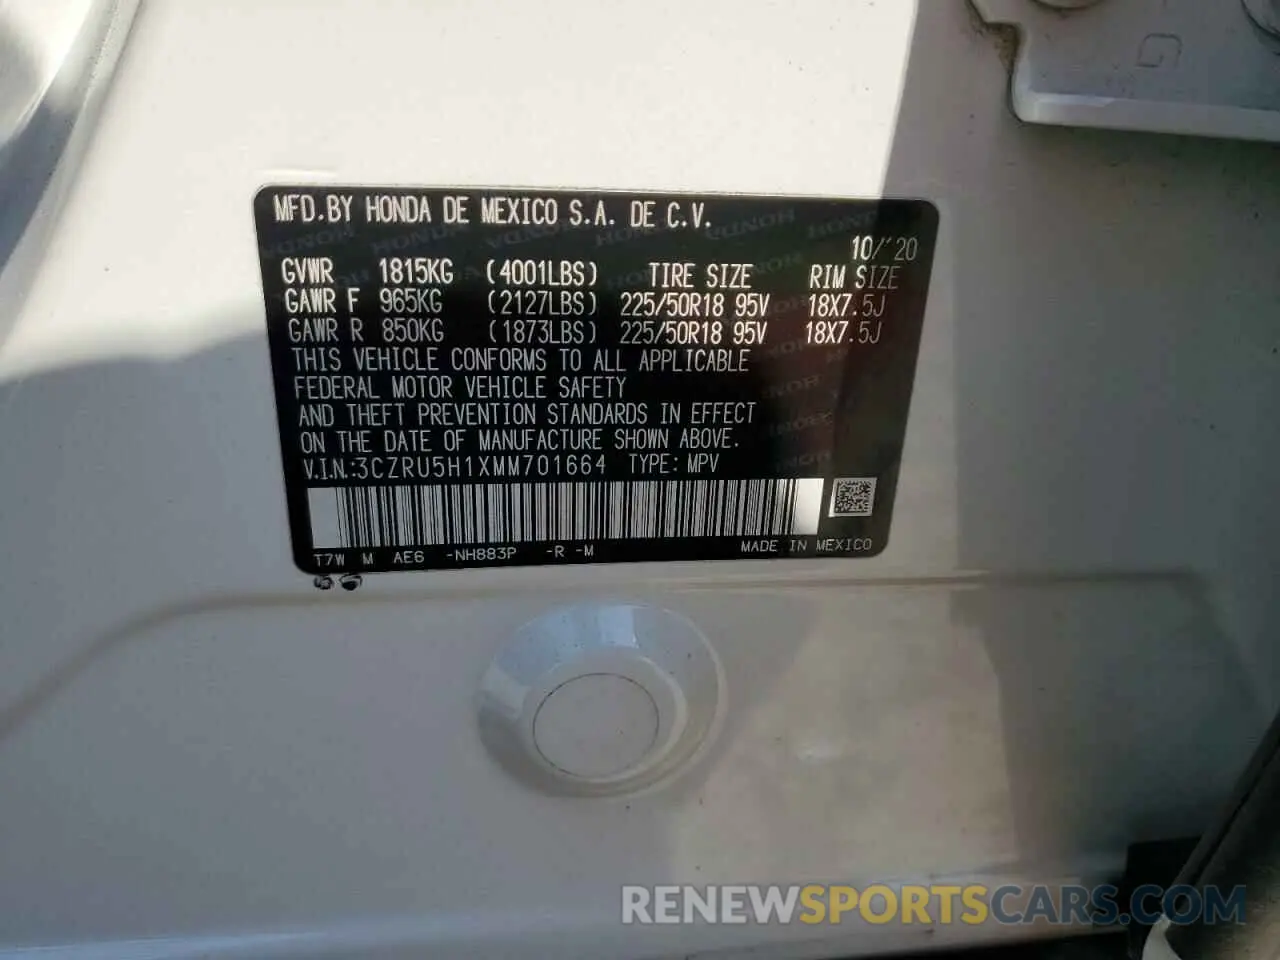 MFD.BY HONDA DE MEXICO S.A. DE C.V.
10/'20
GVWR 1815KG (4001LBS) TIRE SIZE RIM SIZE
GAWR F 965KG (2127LBS) 225/50R18 95V 18X7.5J
GAWR R 850KG (1873LBS) 225/50R18 95V 18X7.5J
THIS VEHICLE CONFORMS TO ALL APPLICABLE
FEDERAL MOTOR VEHICLE SAFETY
AND THEFT PREVENTION STANDARDS IN EFFECT
ON THE DATE OF MANUFACTURE SHOWN ABOVE.
V.I.N.:3CZRU5H1XMM701664 TYPE: MPV
T7W M AE6 -NH883P -R -M MADE IN MEXICO
RENEWSPORTSCARS.COM